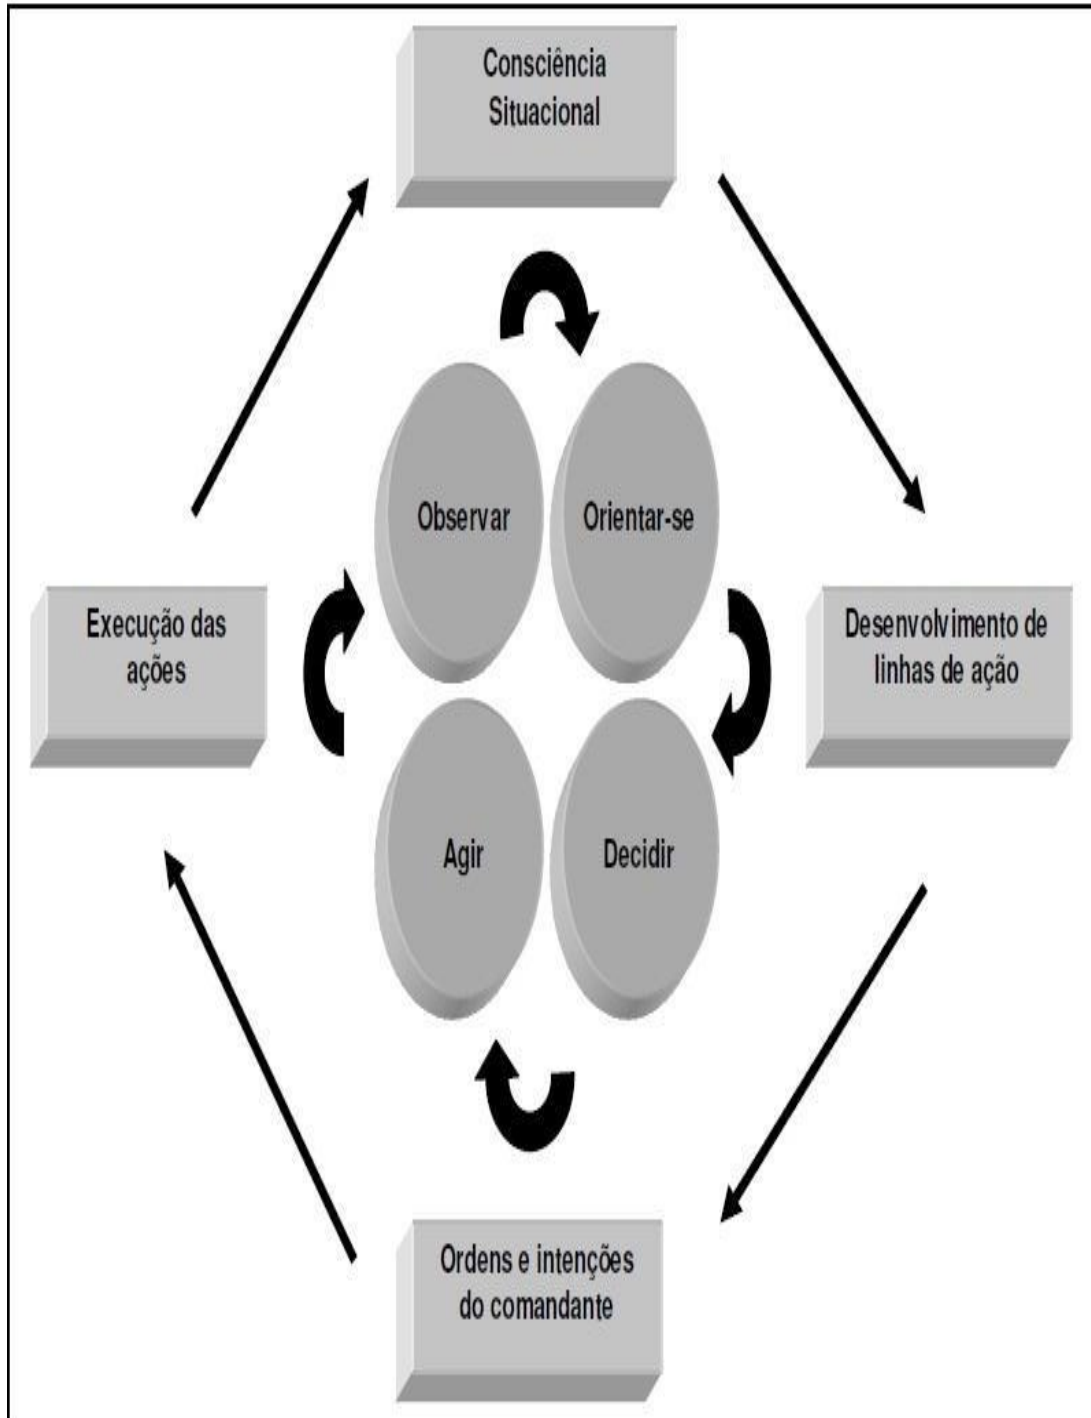 Consciência
Situacional
Observar
Orientar-se
Execução das
ações
Desenvolvimento de
linhas de ação
Agir
Decidir
Ordens e intenções
do comandante